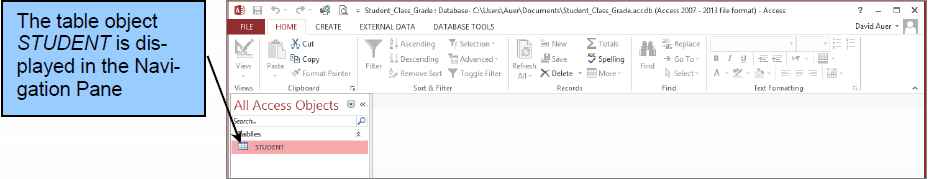 The table object
STUDENT is dis-
played in the Navi-
gation Pane
Student_Class_Grade : Database- C:\Users\Auer\Documents\Student_Class_Grade.accdb (Access 2007 - 2013 file format) - Access
FILE HOME CREATE EXTERNAL DATA DATABASE TOOLS David Auer
View
Views
Paste
Cut
Copy
Format Painter
Clipboard
Filter
Ascending
Descending
Remove Sort
Selection
Advanced
Toggle Filter
Sort & Filter
Refresh
All
New
Save
Delete
Totals
Spelling
More
Records
Find
Replace
Go To
Select
Find
B I U
A
Text Formatting
All Access Objects
Search...
Tables
STUDENT